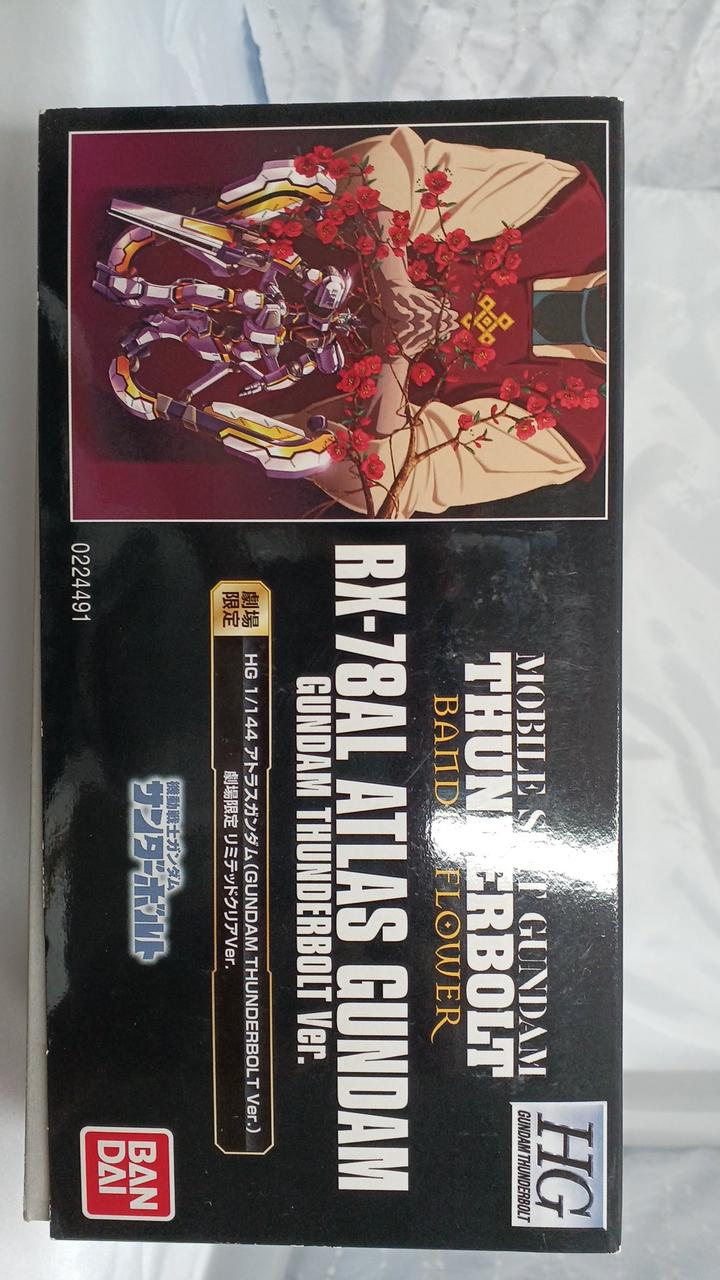 HG
GUNDAM THUNDERBOLT
MOBILE SUIT GUNDAM
THUNDERBOLT
BANDIT FLOWER
RX-78AL ATLAS GUNDAM
GUNDAM THUNDERBOLT Ver.
劇場
限定
HG 1/144 アトラスガンダム(GUNDAM THUNDERBOLT Ver.)
劇場限定 リミテッドクリアVer.
機動戦士ガンダム
サンダーボルト
0224491
BAN
DAI